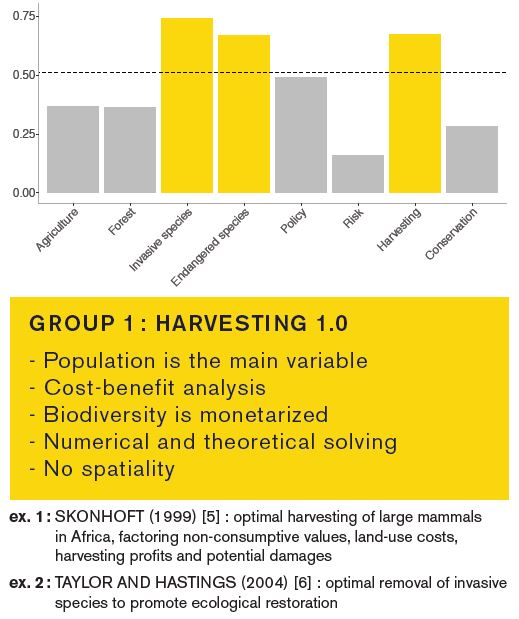 0.75
0.50
0.25
0.00
Agriculture
Forest
Invasive species
Endangered species
Policy
Risk
Harvesting
Conservation
GROUP 1 : HARVESTING 1.0
- Population is the main variable
- Cost-benefit analysis
- Biodiversity is monetarized
- Numerical and theoretical solving
- No spatiality
ex. 1 : SKONHOFT (1999) [5] : optimal harvesting of large mammals
in Africa, factoring non-consumptive values, land-use costs,
harvesting profits and potential damages
ex. 2 : TAYLOR AND HASTINGS (2004) [6] : optimal removal of invasive
species to promote ecological restoration